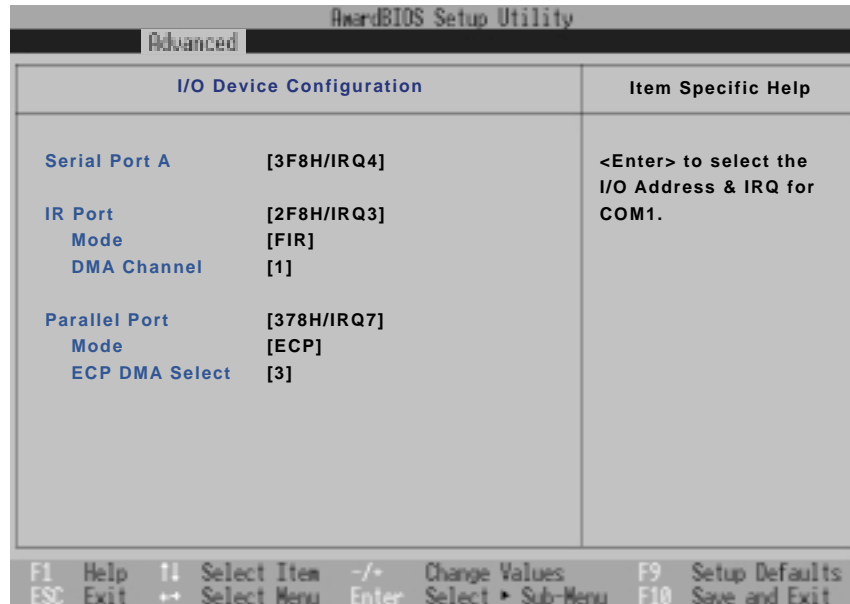 AwardBIOS Setup Utility
Advanced
I/O Device Configuration
Item Specific Help
Serial Port A [3F8H/IRQ4]
IR Port [2F8H/IRQ3]
Mode [FIR]
DMA Channel [1]
Parallel Port [378H/IRQ7]
Mode [ECP]
ECP DMA Select [3]
<Enter> to select the
I/O Address & IRQ for
COM1.
F1 Help ↑↓ Select Item -/+ Change Values F9 Setup Defaults
ESC Exit ↔ Select Menu Enter Select ▸ Sub-Menu F10 Save and Exit